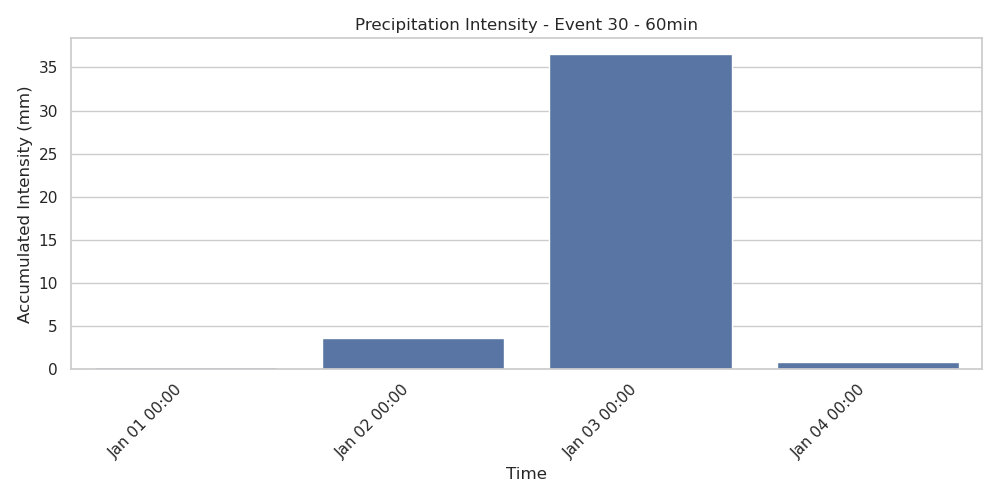 Precipitation Intensity - Event 30 - 60min
Accumulated Intensity (mm)
35
30
25
20
15
10
5
0
Jan 01 00:00
Jan 02 00:00
Jan 03 00:00
Jan 04 00:00
Time